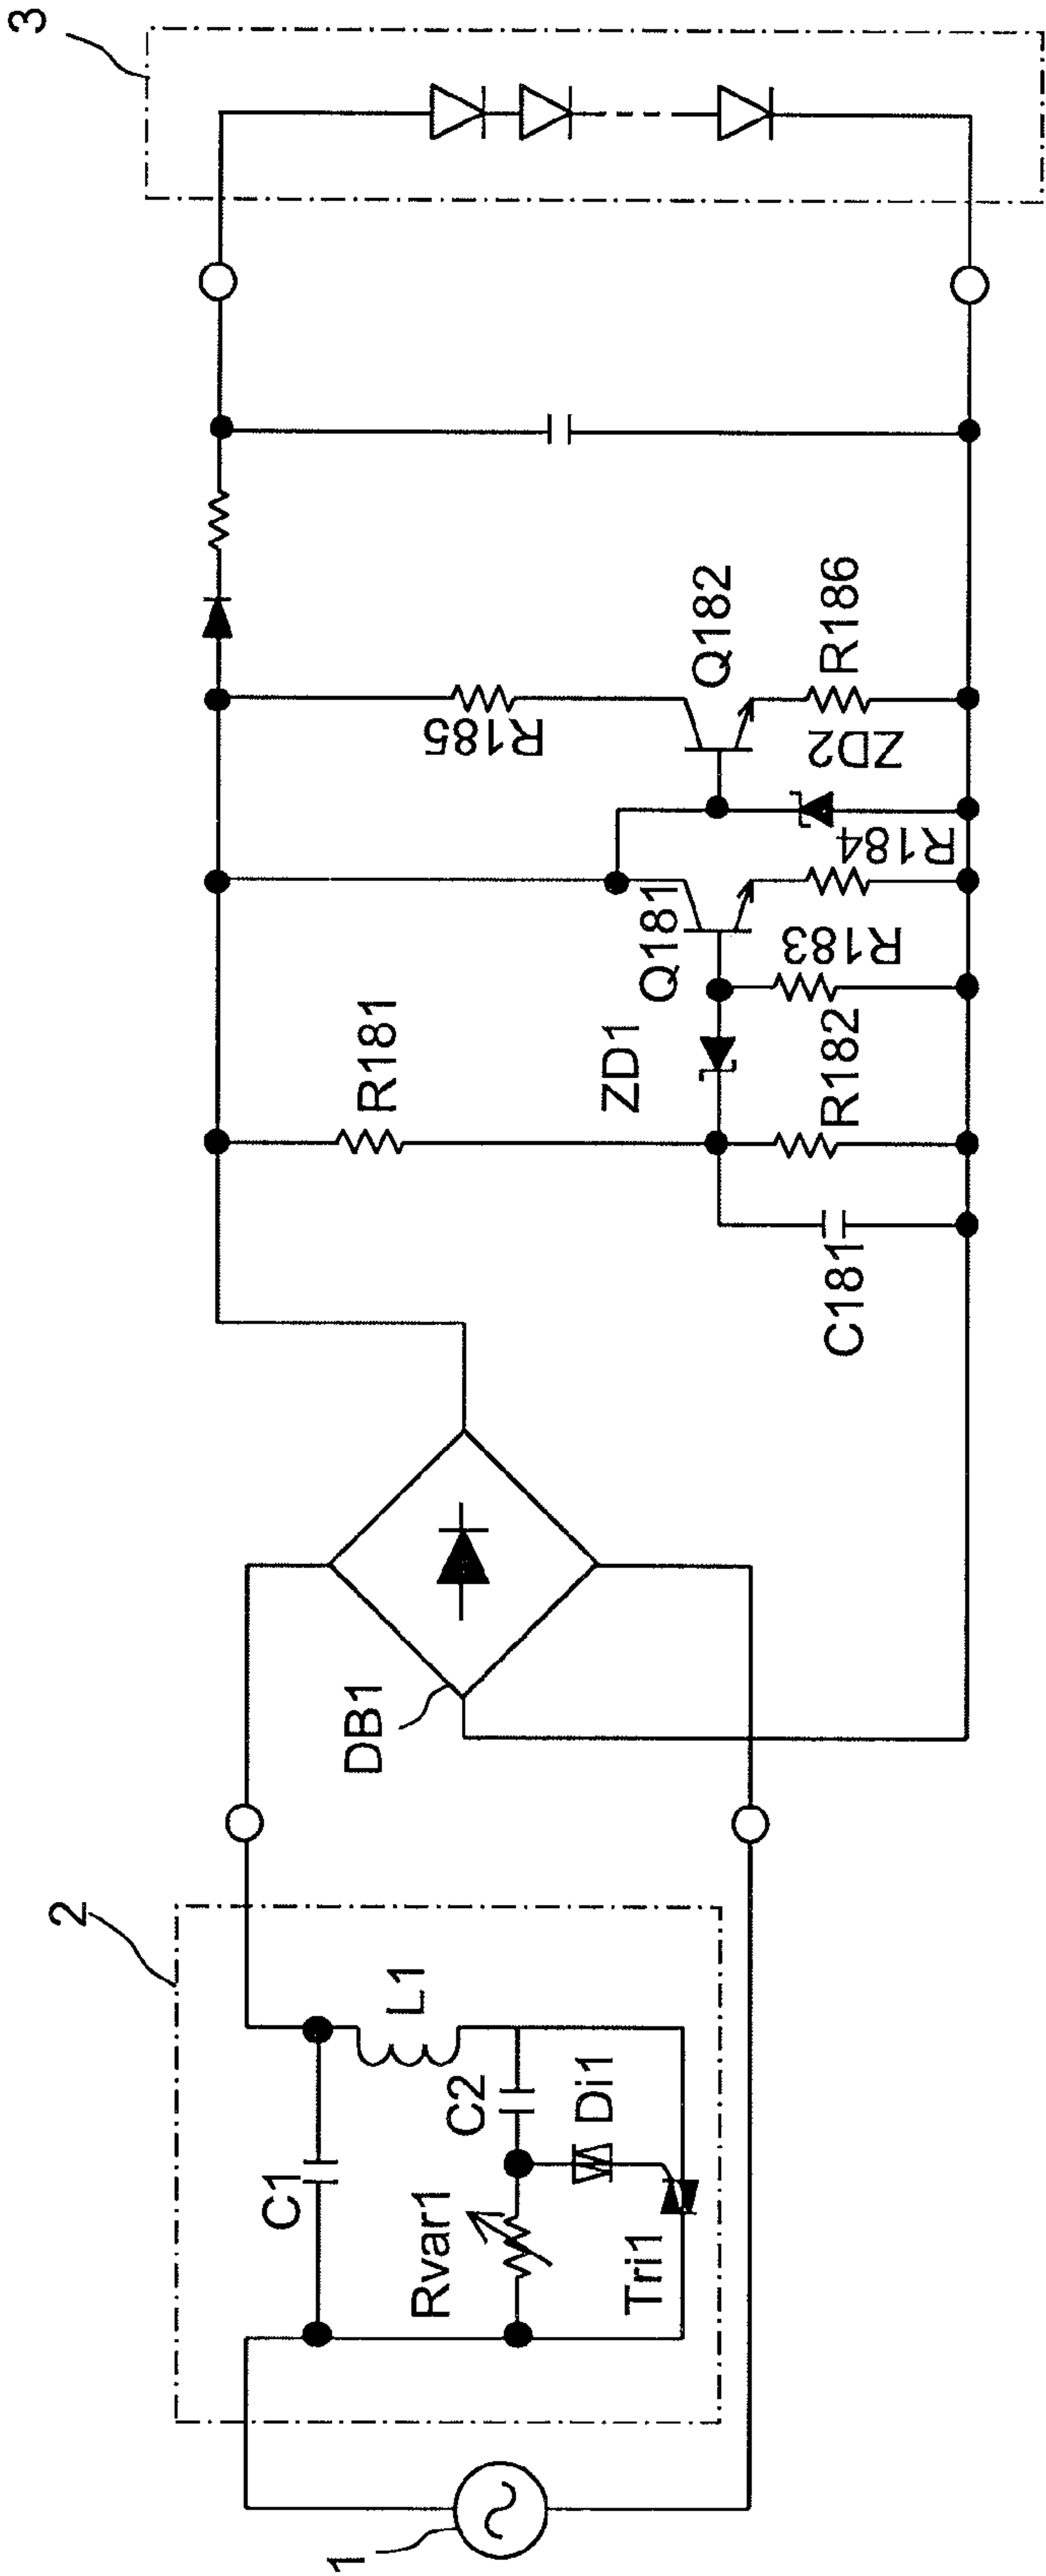 3
Q182
R186
R185
ZD2
R184
Q181
R183
R181
ZD1
R182
C181
DB1
2
L1
C2
Di1
C1
Rvar1
Tri1
1